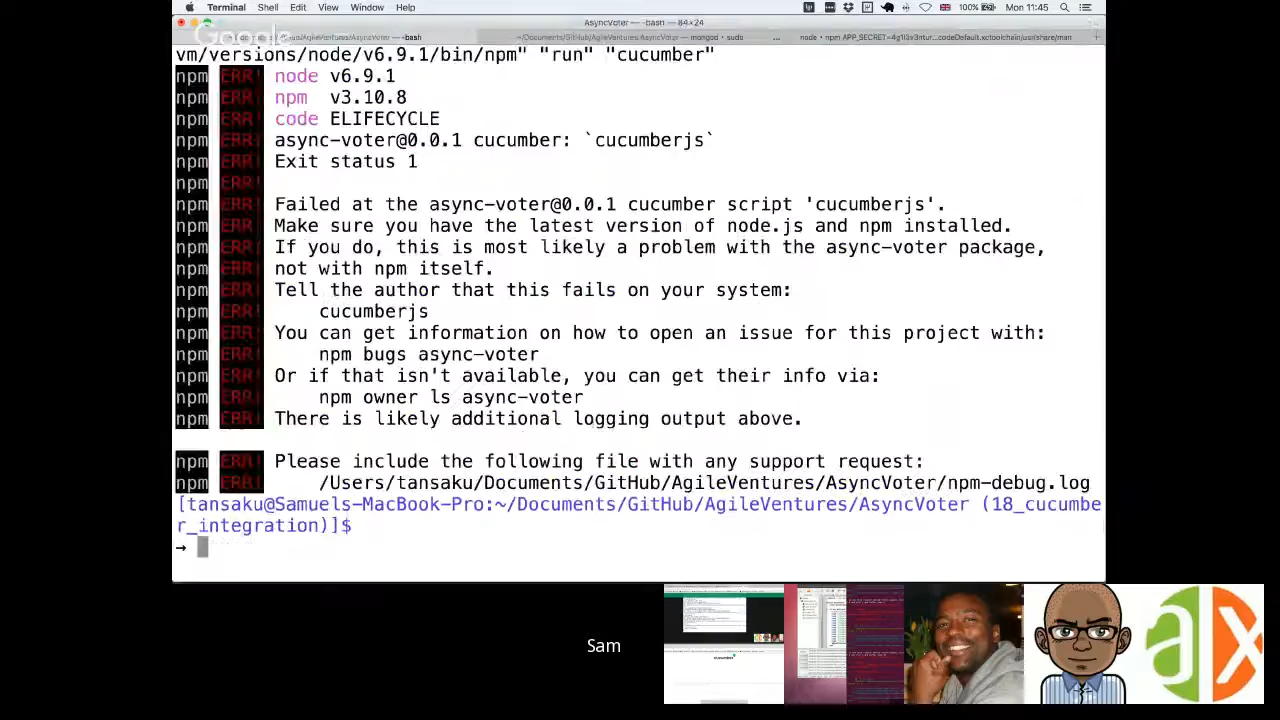 Terminal Shell Edit View Window Help 100% Mon 11:45
AsyncVoter — -bash — 84×24
Google
vm/versions/node/v6.9.1/bin/npm" "run" "cucumber"
npm ERR! node v6.9.1
npm ERR! npm  v3.10.8
npm ERR! code ELIFECYCLE
npm ERR! async-voter@0.0.1 cucumber: `cucumberjs`
npm ERR! Exit status 1
npm ERR!
npm ERR! Failed at the async-voter@0.0.1 cucumber script 'cucumberjs'.
npm ERR! Make sure you have the latest version of node.js and npm installed.
npm ERR! If you do, this is most likely a problem with the async-voter package,
npm ERR! not with npm itself.
npm ERR! Tell the author that this fails on your system:
npm ERR!     cucumberjs
npm ERR! You can get information on how to open an issue for this project with:
npm ERR!     npm bugs async-voter
npm ERR! Or if that isn't available, you can get their info via:
npm ERR!     npm owner ls async-voter
npm ERR! There is likely additional logging output above.
npm ERR! Please include the following file with any support request:
npm ERR!     /Users/tansaku/Documents/GitHub/AgileVentures/AsyncVoter/npm-debug.log
[tansaku@Samuels-MacBook-Pro:~/Documents/GitHub/AgileVentures/AsyncVoter (18_cucumbe
r_integration)]$
→
Sam
cucumber